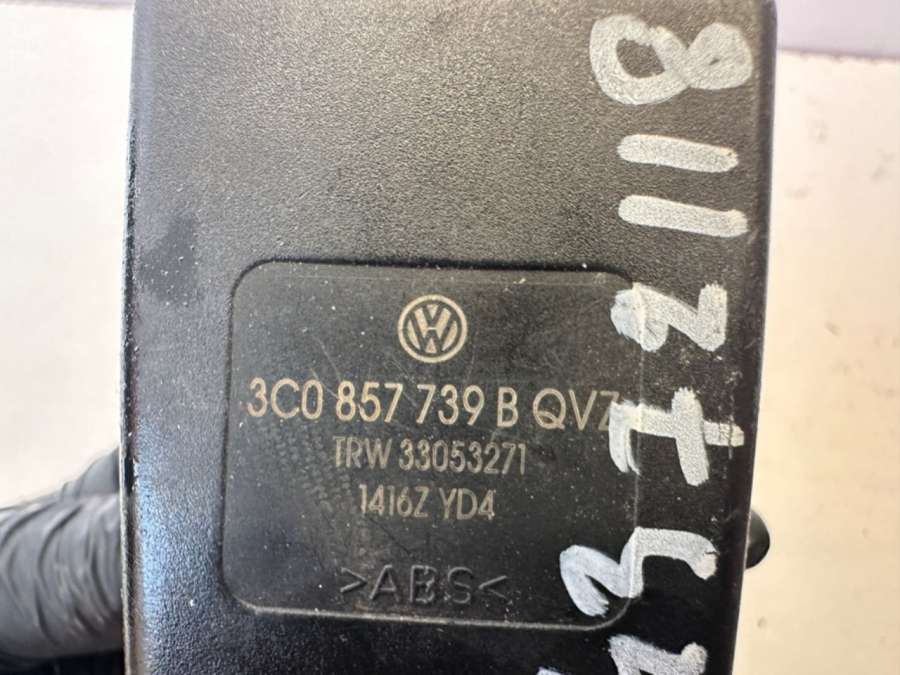 3C0 857 739 B QVZ
TRW 33053271
1416Z YD4
>ABS<